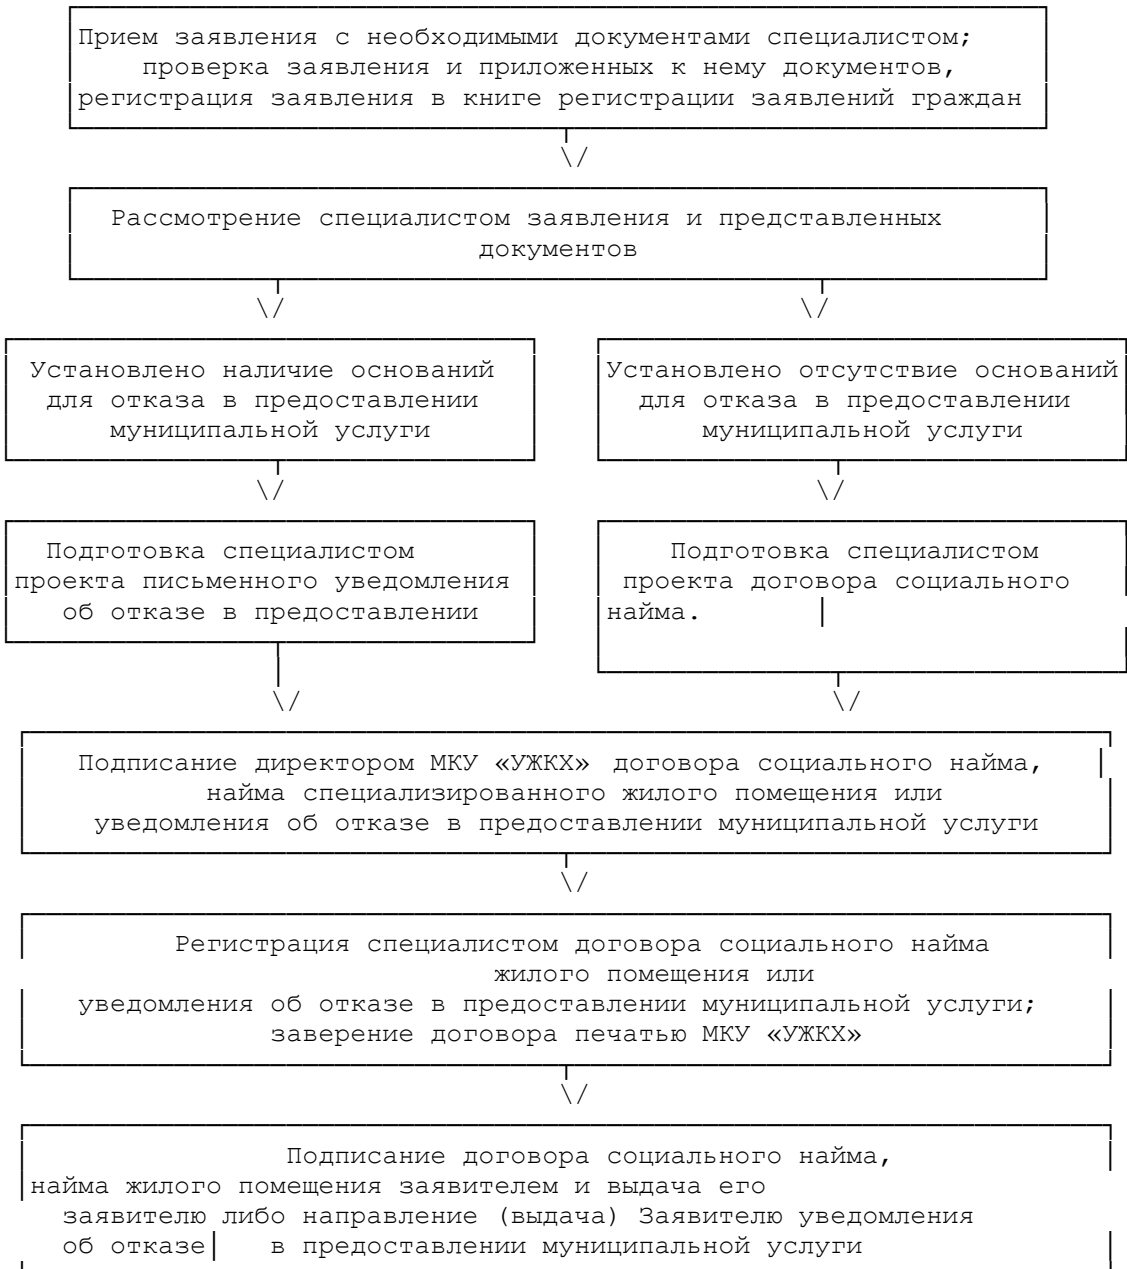 Прием заявления с необходимыми документами специалистом;
проверка заявления и приложенных к нему документов,
регистрация заявления в книге регистрации заявлений граждан
\/
Рассмотрение специалистом заявления и представленных
документов
\/ \/
Установлено наличие оснований
для отказа в предоставлении
муниципальной услуги
Установлено отсутствие оснований
для отказа в предоставлении
муниципальной услуги
\/ \/
Подготовка специалистом
проекта письменного уведомления
об отказе в предоставлении
Подготовка специалистом
проекта договора социального
найма.
\/ \/
Подписание директором МКУ «УЖКХ» договора социального найма,
найма специализированного жилого помещения или
уведомления об отказе в предоставлении муниципальной услуги
\/
Регистрация специалистом договора социального найма
жилого помещения или
уведомления об отказе в предоставлении муниципальной услуги;
заверение договора печатью МКУ «УЖКХ»
\/
Подписание договора социального найма,
найма жилого помещения заявителем и выдача его
заявителю либо направление (выдача) Заявителю уведомления
об отказе в предоставлении муниципальной услуги